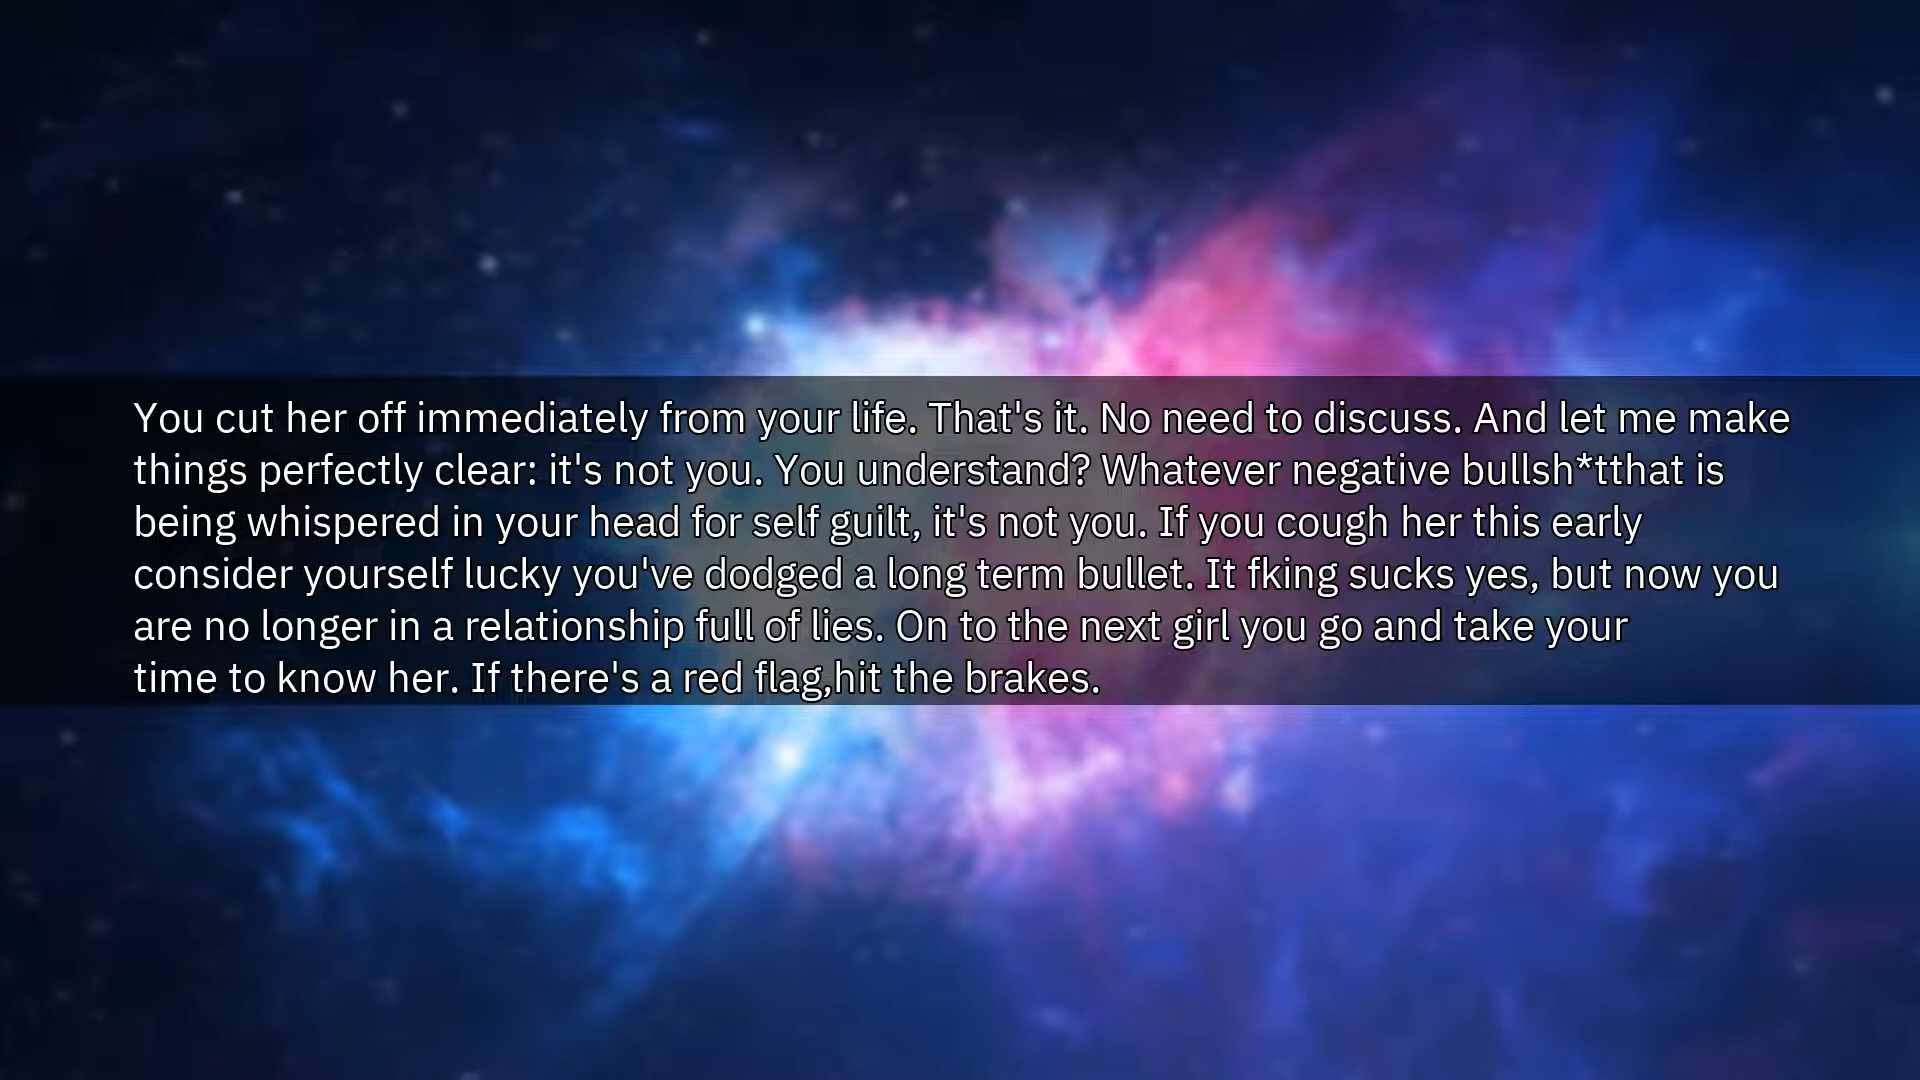 You cut her off immediately from your life. That's it. No need to discuss. And let me make
things perfectly clear: it's not you. You understand? Whatever negative bullsh*tthat is
being whispered in your head for self guilt, it's not you. If you cough her this early
consider yourself lucky you've dodged a long term bullet. It fking sucks yes, but now you
are no longer in a relationship full of lies. On to the next girl you go and take your
time to know her. If there's a red flag,hit the brakes.